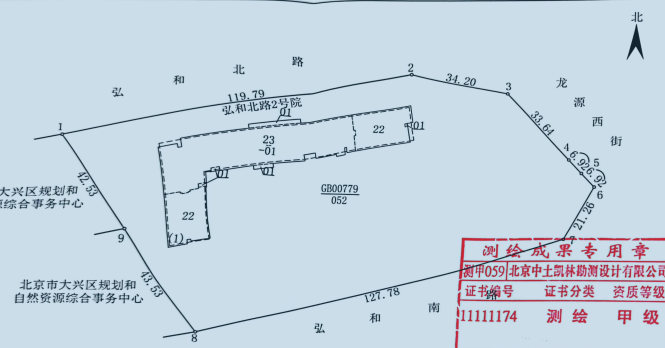 北
弘 和 北 路
119.79
弘和北路2号院
34.20
33.64
龙源西街
6.92
6.92
21.26
127.78
43.53
42.53
1
2
3
4
5
6
7
8
9
01
22
01
23
~01
01
01
22
(1)
GB00779
052
大兴区规划和
源综合事务中心
北京市大兴区规划和
自然资源综合事务中心
弘 和 南 路
测绘成果专用章
测甲059 北京中土凯林勘测设计有限公司
证书编号 证书分类 资质等级
11111174 测绘 甲级